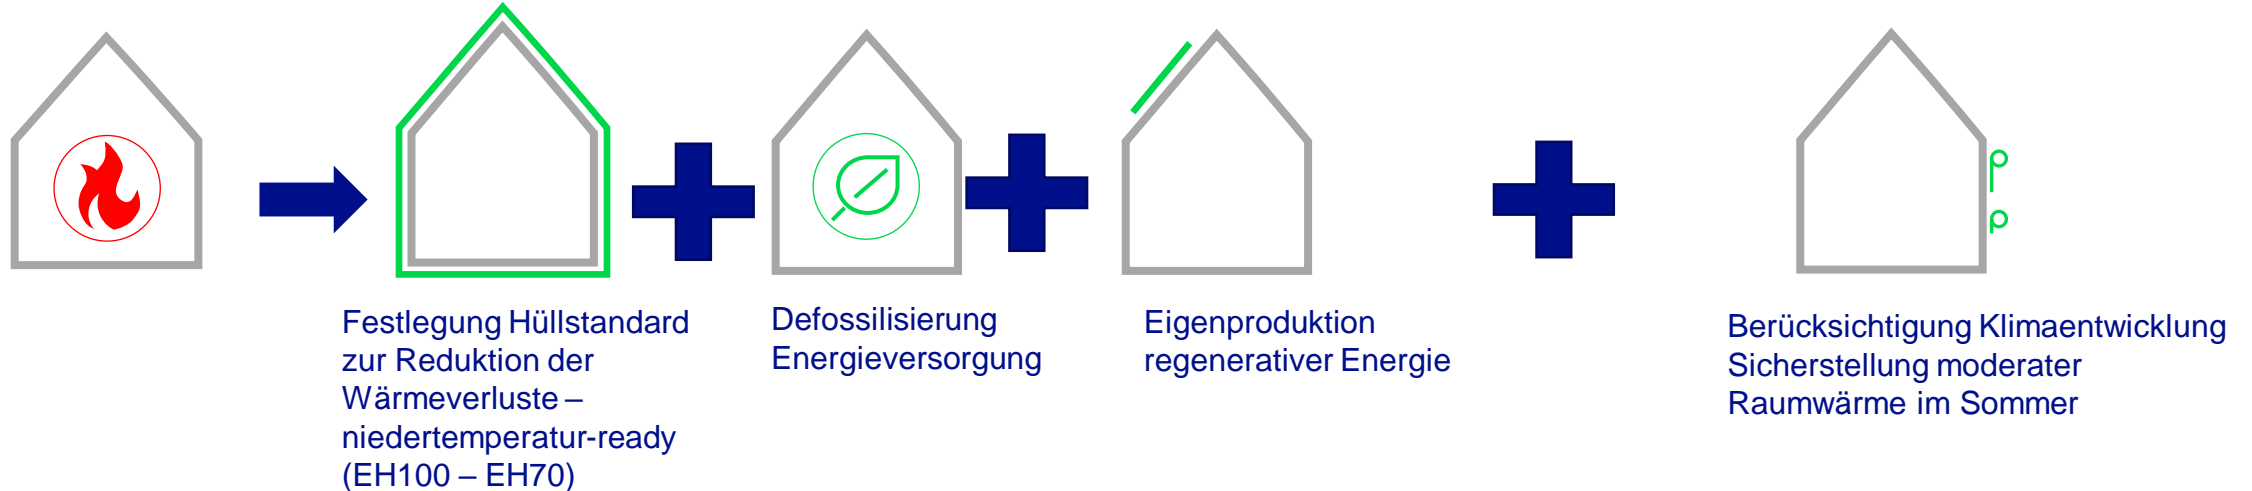 Festlegung Hüllstandard
zur Reduktion der
Wärmeverluste –
niedertemperatur-ready
(EH100 – EH70)
Defossilisierung
Energieversorgung
Eigenproduktion
regenerativer Energie
Berücksichtigung Klimaentwicklung
Sicherstellung moderater
Raumwärme im Sommer